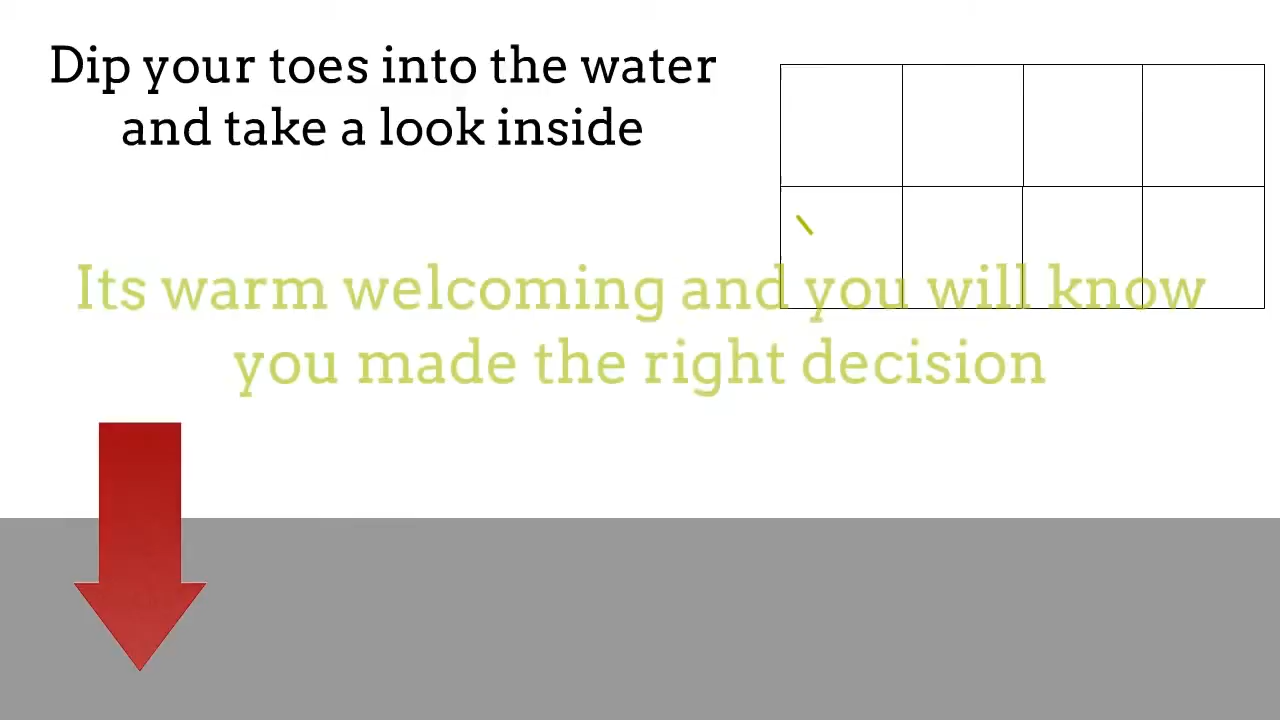 Dip your toes into the water
and take a look inside
Its warm welcoming and you will know
you made the right decision